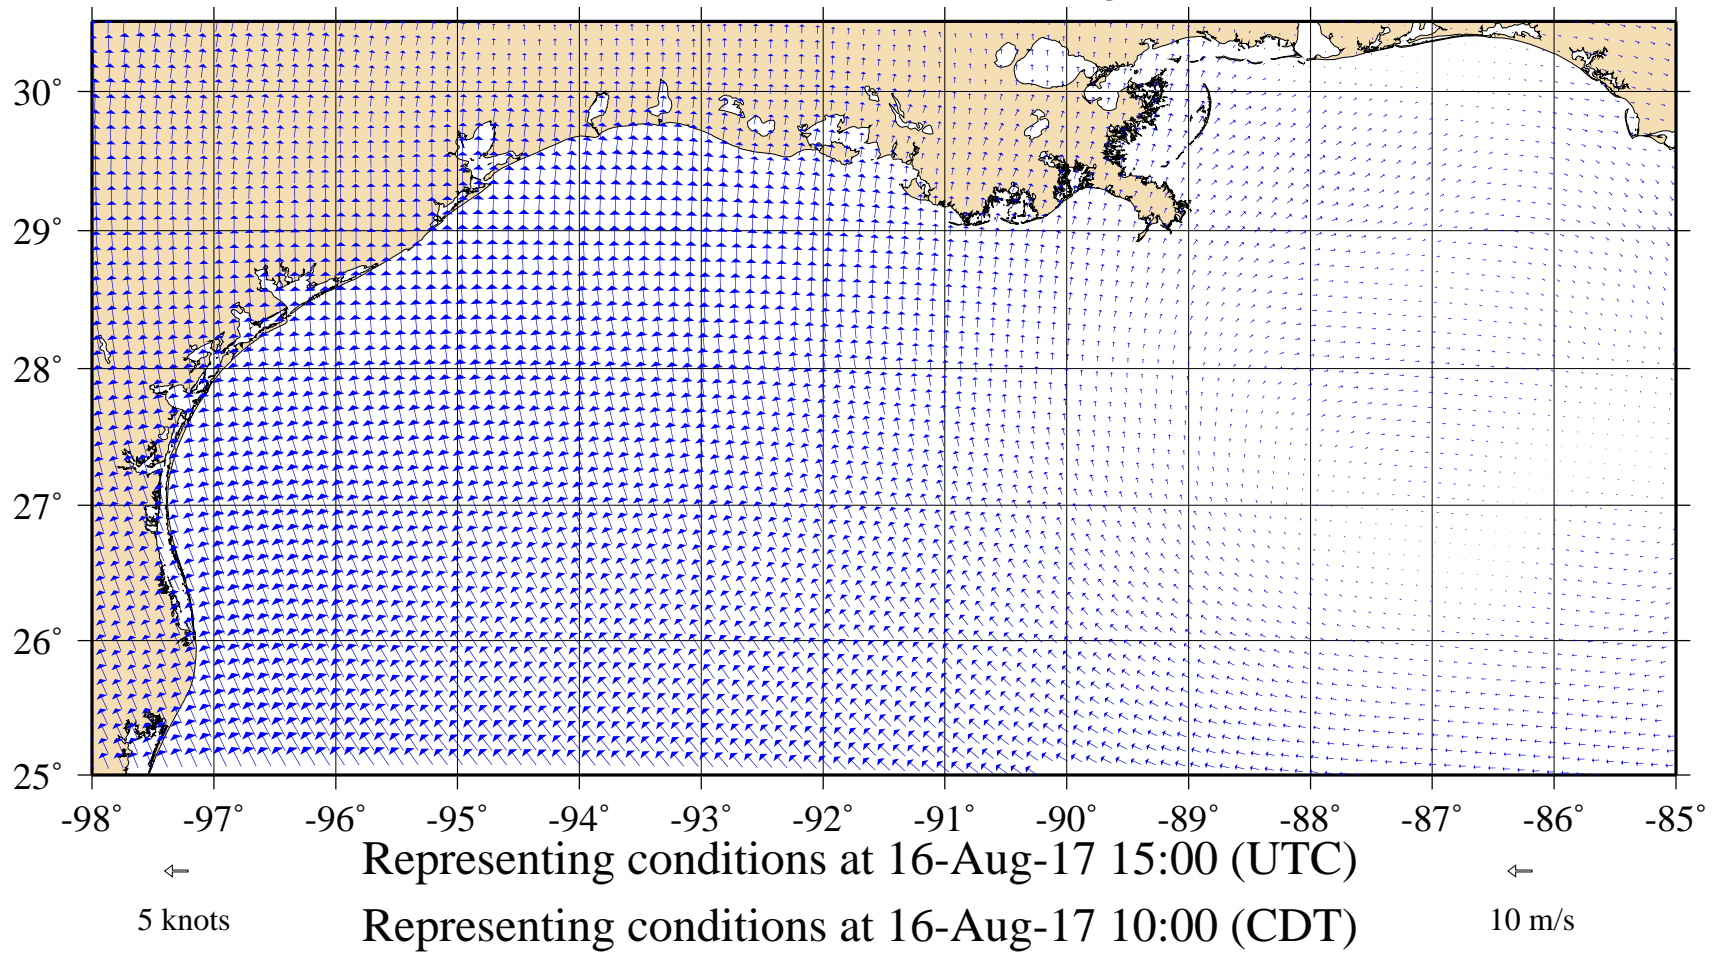 30°
29°
28°
27°
26°
25°
-98° -97° -96° -95° -94° -93° -92° -91° -90° -89° -88° -87° -86° -85°
Representing conditions at 16-Aug-17 15:00 (UTC)
5 knots
10 m/s
Representing conditions at 16-Aug-17 10:00 (CDT)